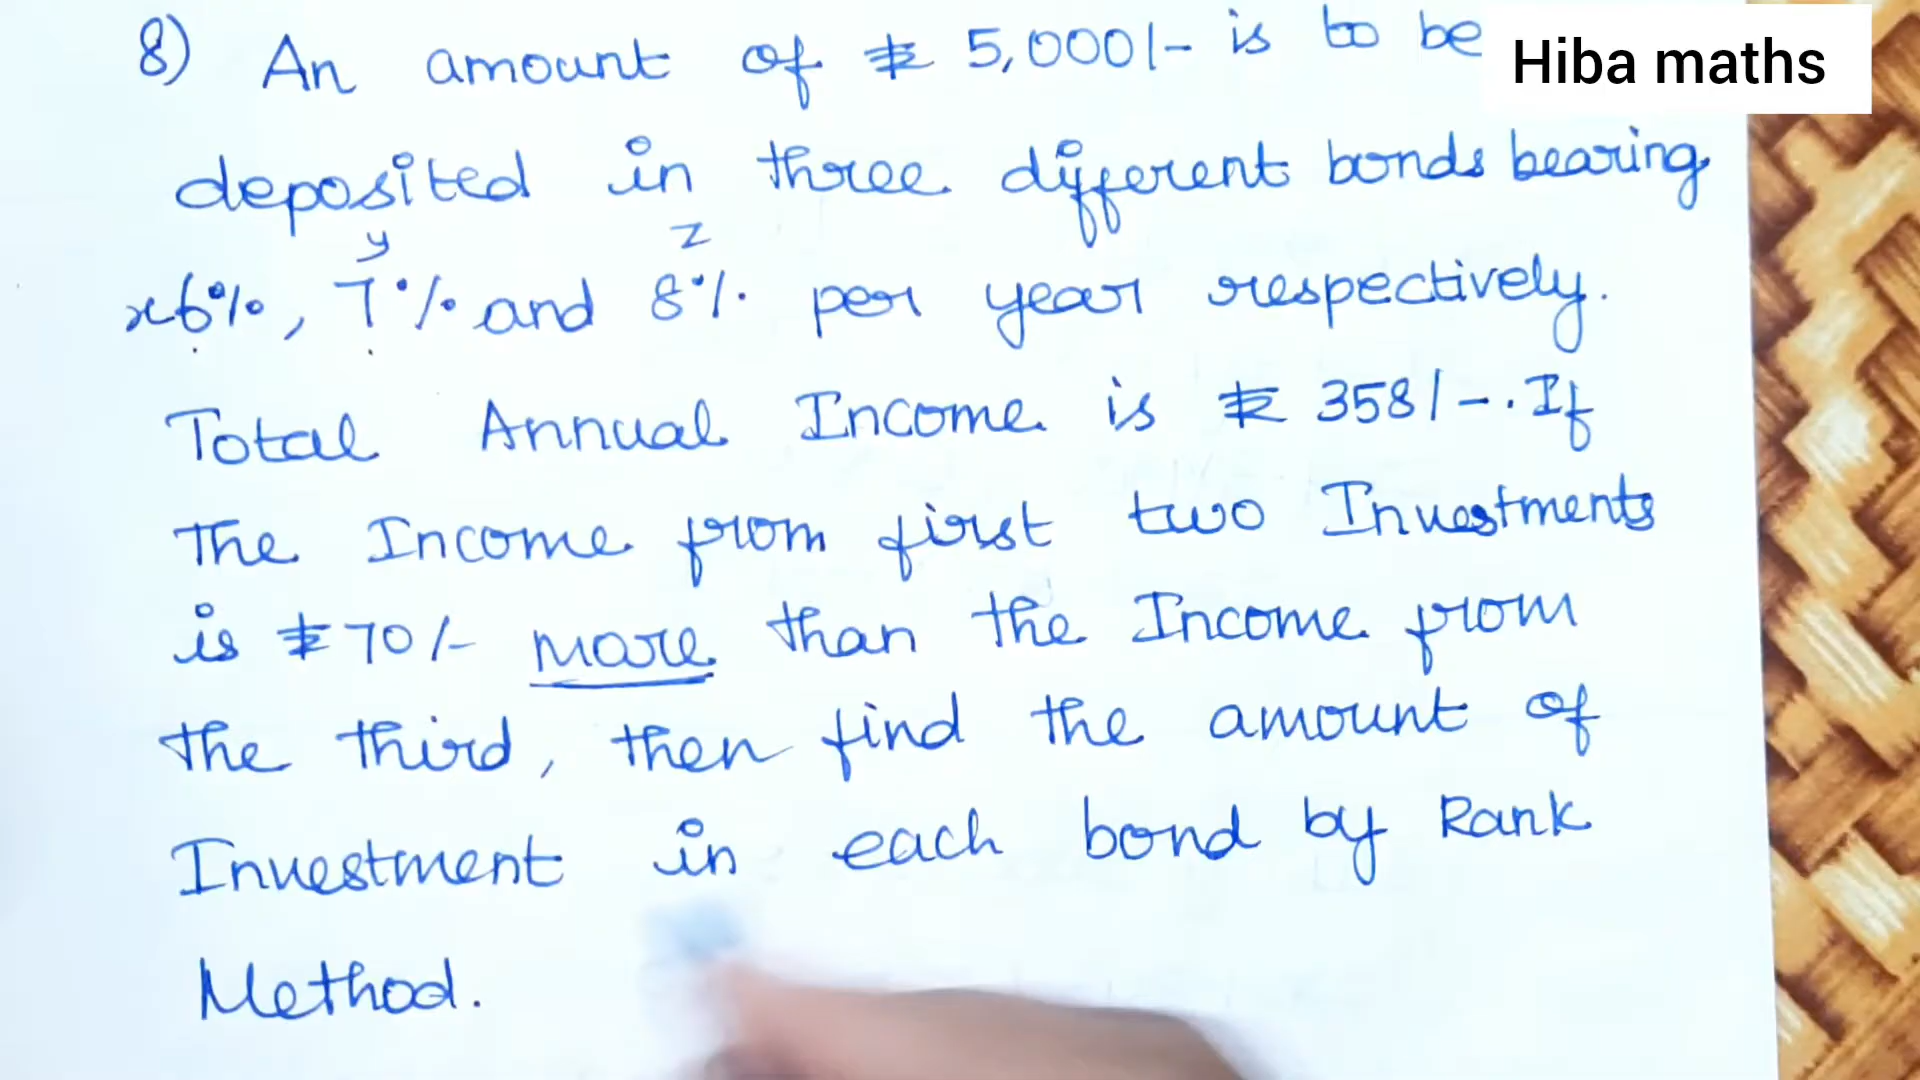 8) An amount of ₹ 5,000/- is to be
Hiba maths
deposited in three different bonds bearing
y z
x6%, 7% and 8% per year respectively.
Total Annual Income is ₹ 358/-. If
The Income from first two Investments
is ₹70/- more than the Income from
the third, then find the amount of
Investment in each bond by Rank
Method.